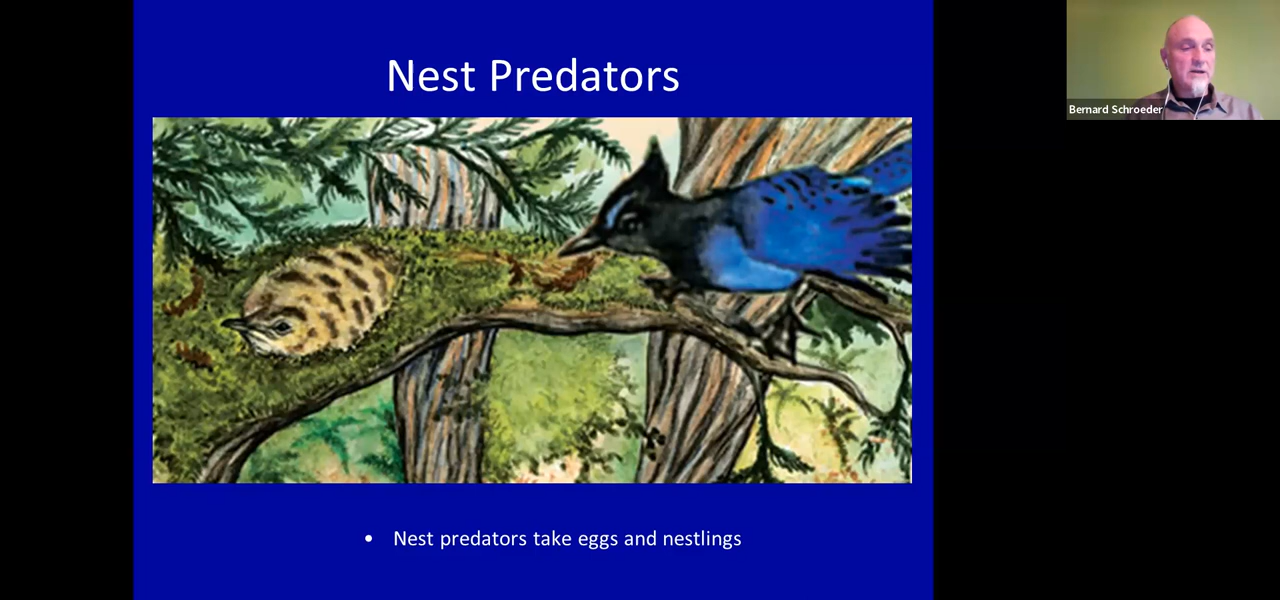 Nest Predators
Bernard Schroeder
• Nest predators take eggs and nestlings